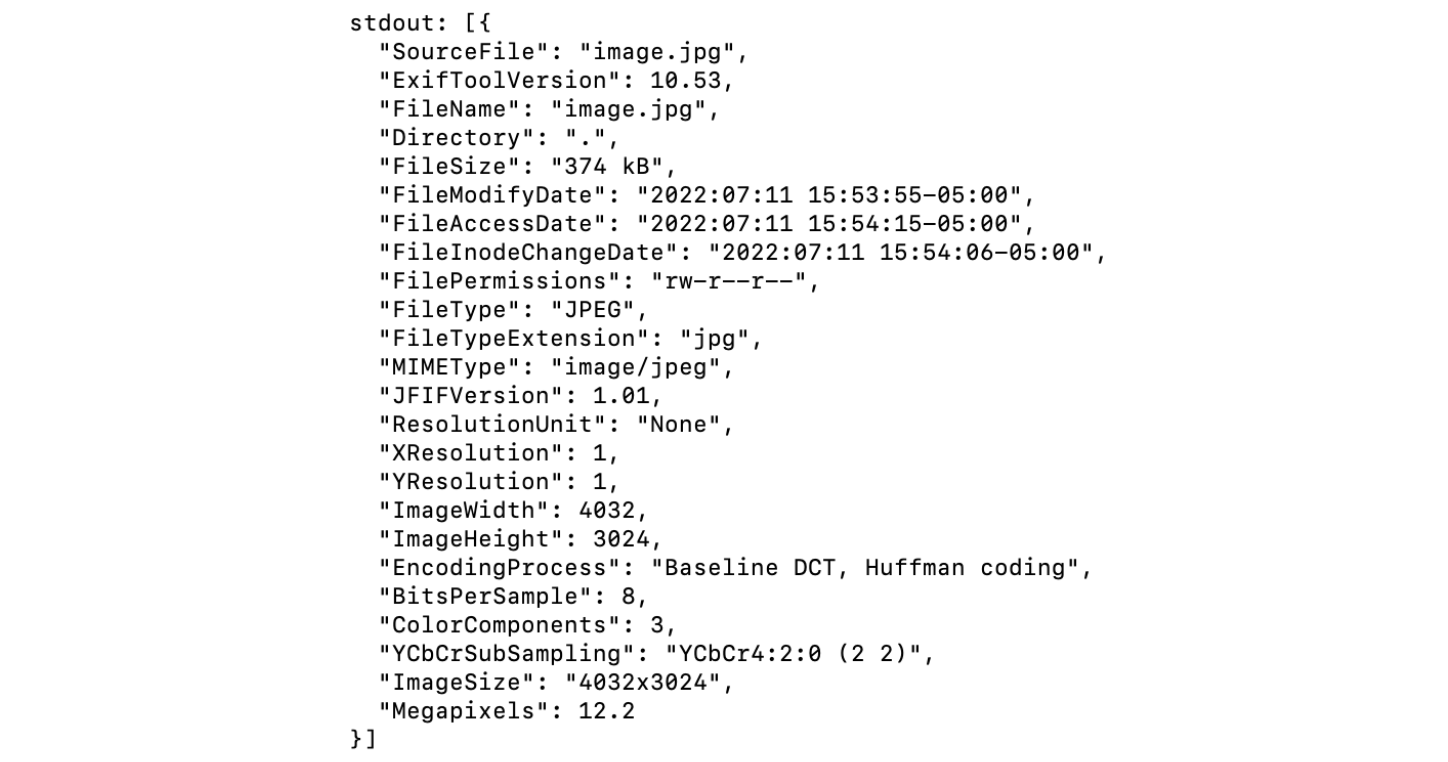 stdout: [{
"SourceFile": "image.jpg",
"ExifToolVersion": 10.53,
"FileName": "image.jpg",
"Directory": ".",
"FileSize": "374 kB",
"FileModifyDate": "2022:07:11 15:53:55-05:00",
"FileAccessDate": "2022:07:11 15:54:15-05:00",
"FileInodeChangeDate": "2022:07:11 15:54:06-05:00",
"FilePermissions": "rw-r--r--",
"FileType": "JPEG",
"FileTypeExtension": "jpg",
"MIMEType": "image/jpeg",
"JFIFVersion": 1.01,
"ResolutionUnit": "None",
"XResolution": 1,
"YResolution": 1,
"ImageWidth": 4032,
"ImageHeight": 3024,
"EncodingProcess": "Baseline DCT, Huffman coding",
"BitsPerSample": 8,
"ColorComponents": 3,
"YCbCrSubSampling": "YCbCr4:2:0 (2 2)",
"ImageSize": "4032x3024",
"Megapixels": 12.2
}]